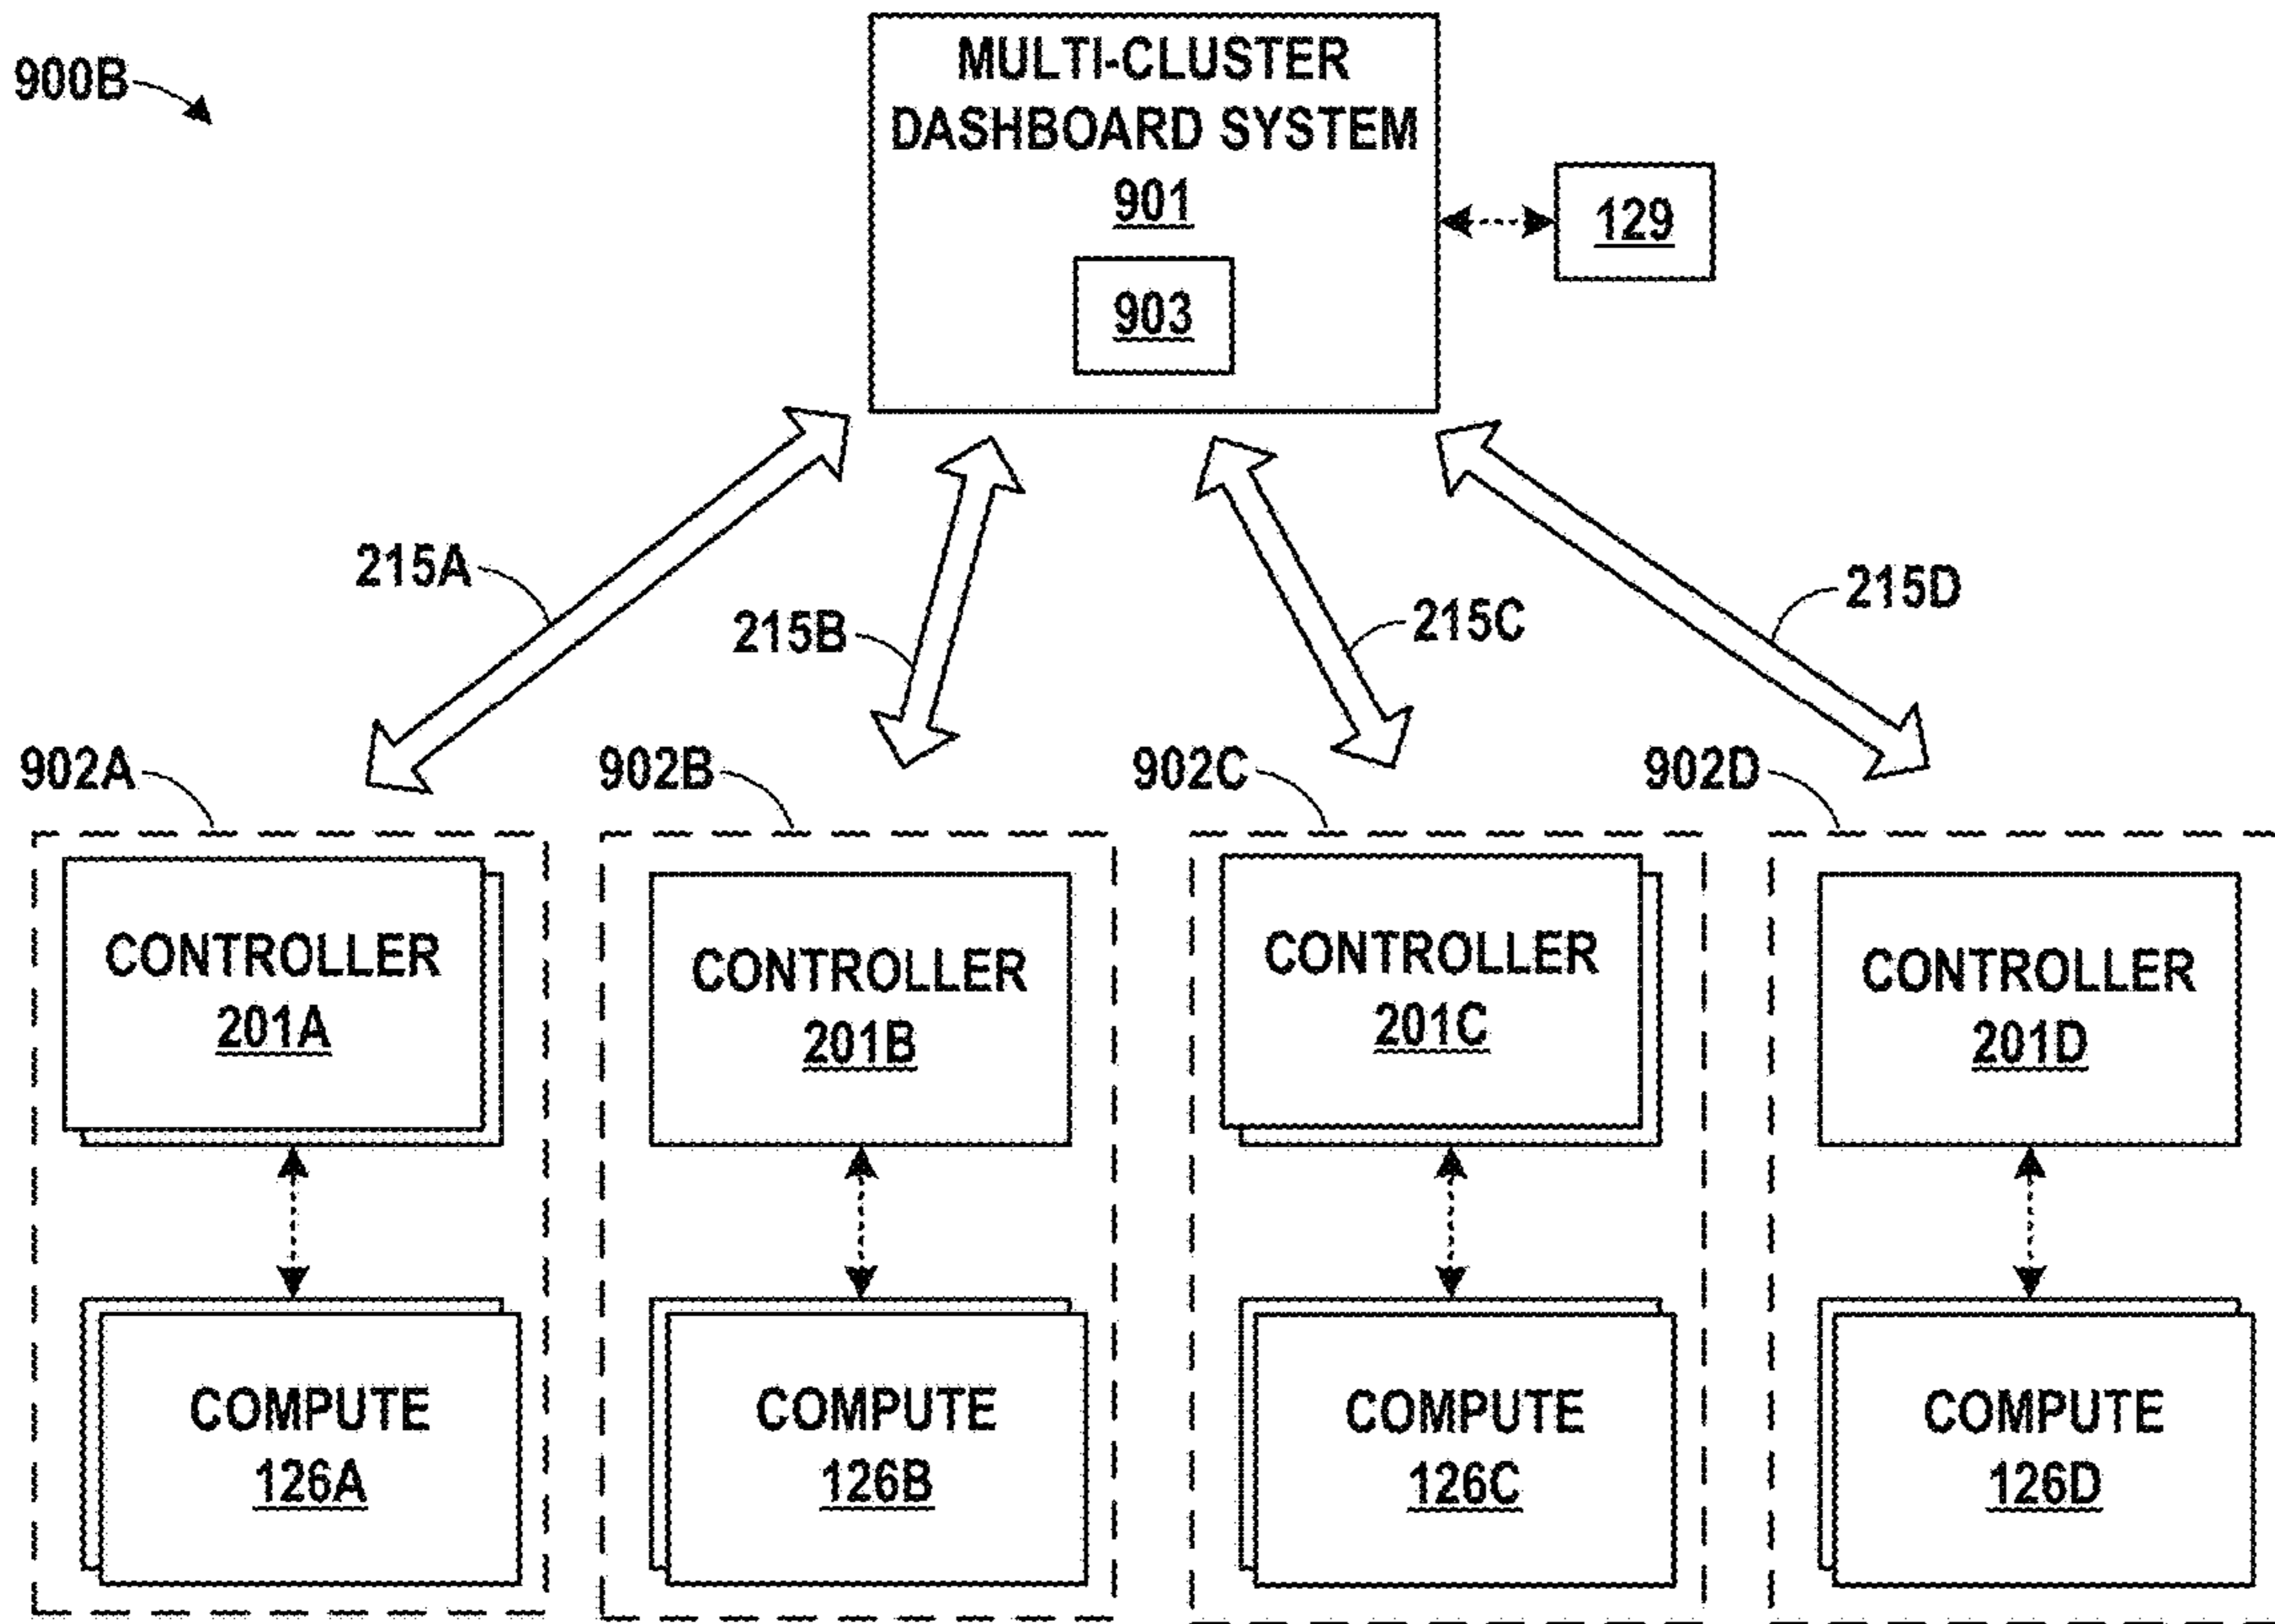 900B
MULTI-CLUSTER
DASHBOARD SYSTEM
901
903
129
215A
215B
215C
215D
902A
902B
902C
902D
CONTROLLER
201A
CONTROLLER
201B
CONTROLLER
201C
CONTROLLER
201D
COMPUTE
126A
COMPUTE
126B
COMPUTE
126C
COMPUTE
126D